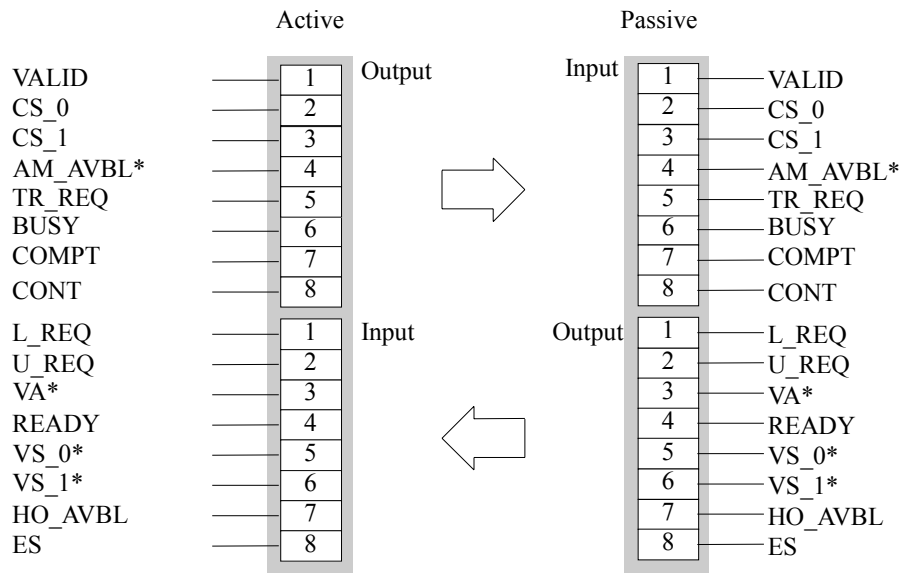 Active Passive
Output Input
VALID 1 1 VALID
CS_0 2 2 CS_0
CS_1 3 3 CS_1
AM_AVBL* 4 4 AM_AVBL*
TR_REQ 5 5 TR_REQ
BUSY 6 6 BUSY
COMPT 7 7 COMPT
CONT 8 8 CONT
L_REQ 1 Input Output 1 L_REQ
U_REQ 2 2 U_REQ
VA* 3 3 VA*
READY 4 4 READY
VS_0* 5 5 VS_0*
VS_1* 6 6 VS_1*
HO_AVBL 7 7 HO_AVBL
ES 8 8 ES